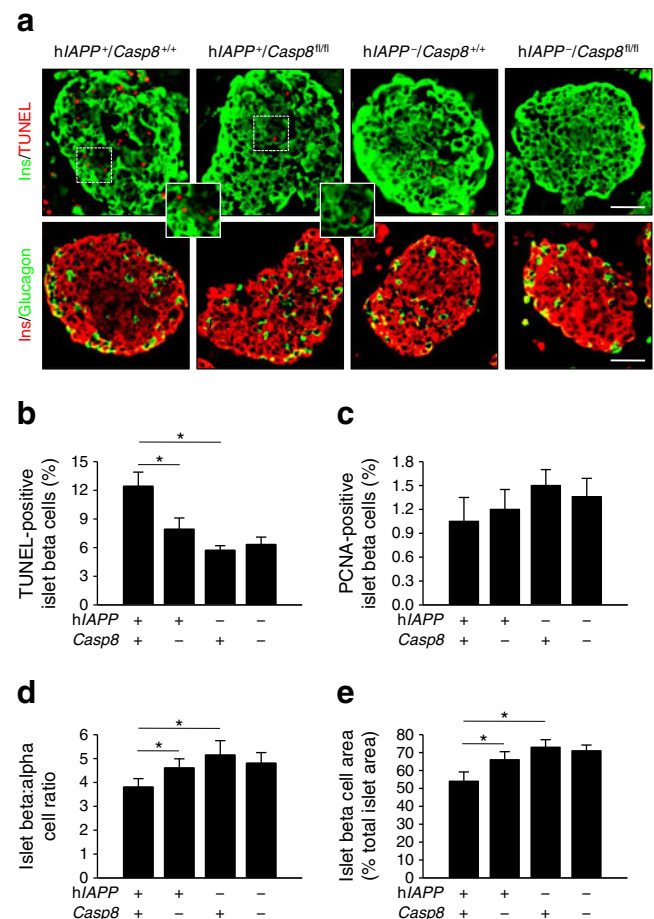 a
hIAPP+/Casp8+/+ hIAPP+/Casp8fl/fl hIAPP−/Casp8+/+ hIAPP−/Casp8fl/fl
Ins/TUNEL
Ins/Glucagon
b
TUNEL-positive
islet beta cells (%)
15
12
9
6
3
0
* 
*
hIAPP + + − −
Casp8 + − + −
c
PCNA-positive
islet beta cells (%)
1.8
1.5
1.2
0.9
0.6
0.3
0.0
hIAPP + + − −
Casp8 + − + −
d
Islet beta:alpha
cell ratio
6
5
4
3
2
1
0
*
*
hIAPP + + − −
Casp8 + − + −
e
Islet beta cell area
(% total islet area)
80
70
60
50
40
30
20
10
0
*
*
hIAPP + + − −
Casp8 + − + −